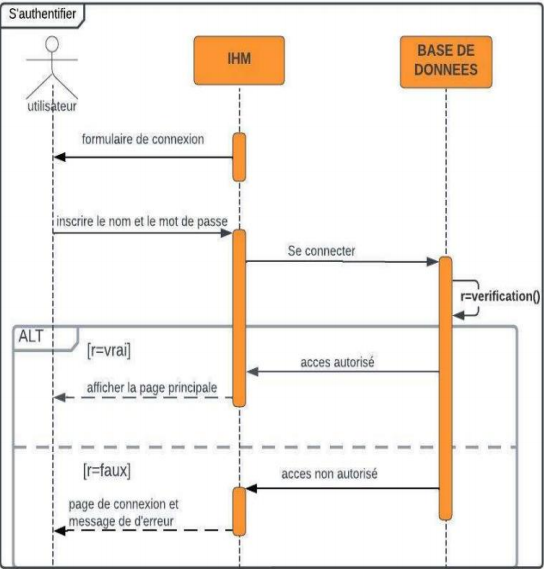 S'authentifier
utilisateur
IHM
BASE DE
DONNEES
formulaire de connexion
inscrire le nom et le mot de passe
Se connecter
r=verification()
ALT
[r=vrai]
acces autorisé
afficher la page principale
[r=faux]
acces non autorisé
page de connexion et
message de d'erreur